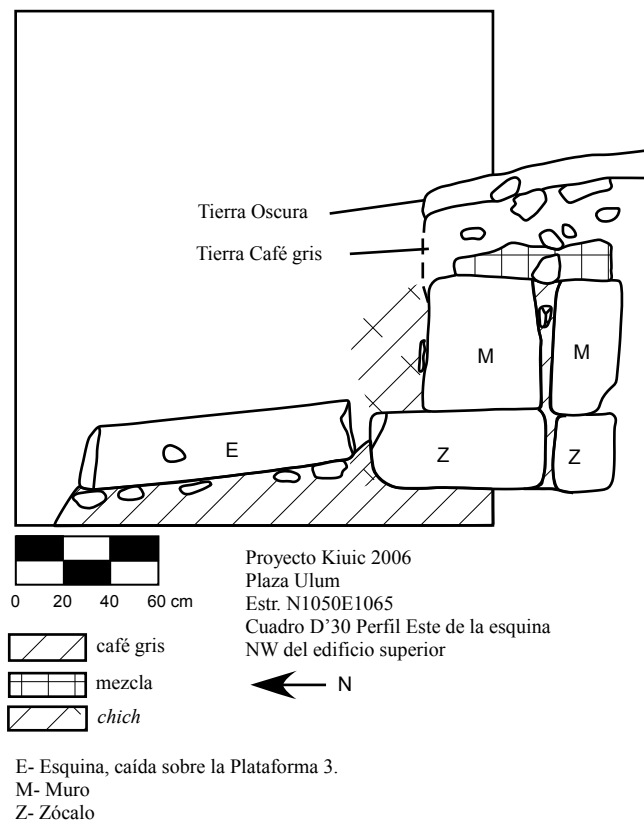 Tierra Oscura
Tierra Café gris
M
M
E
Z
Z
0 20 40 60 cm
café gris
mezcla
chich
Proyecto Kiuic 2006
Plaza Ulum
Estr. N1050E1065
Cuadro D’30 Perfil Este de la esquina
NW del edificio superior
N
E- Esquina, caída sobre la Plataforma 3.
M- Muro
Z- Zócalo